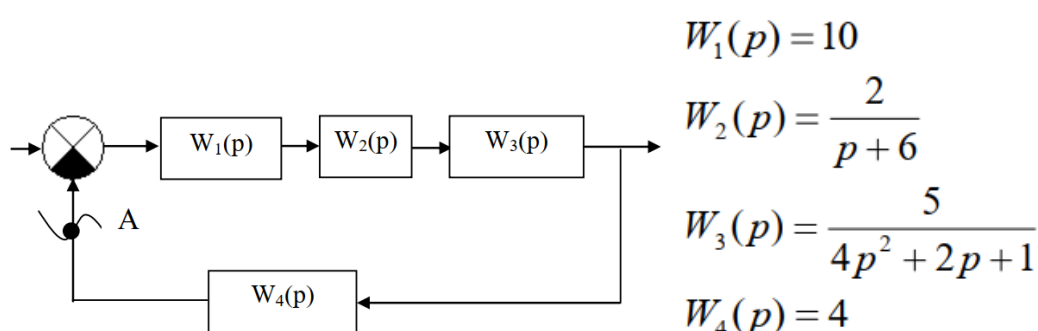 W₁(p) W₂(p) W₃(p)
A
W₄(p)
W₁(p) = 10
W₂(p) = 2 / (p + 6)
W₃(p) = 5 / (4p² + 2p + 1)
W₄(p) = 4